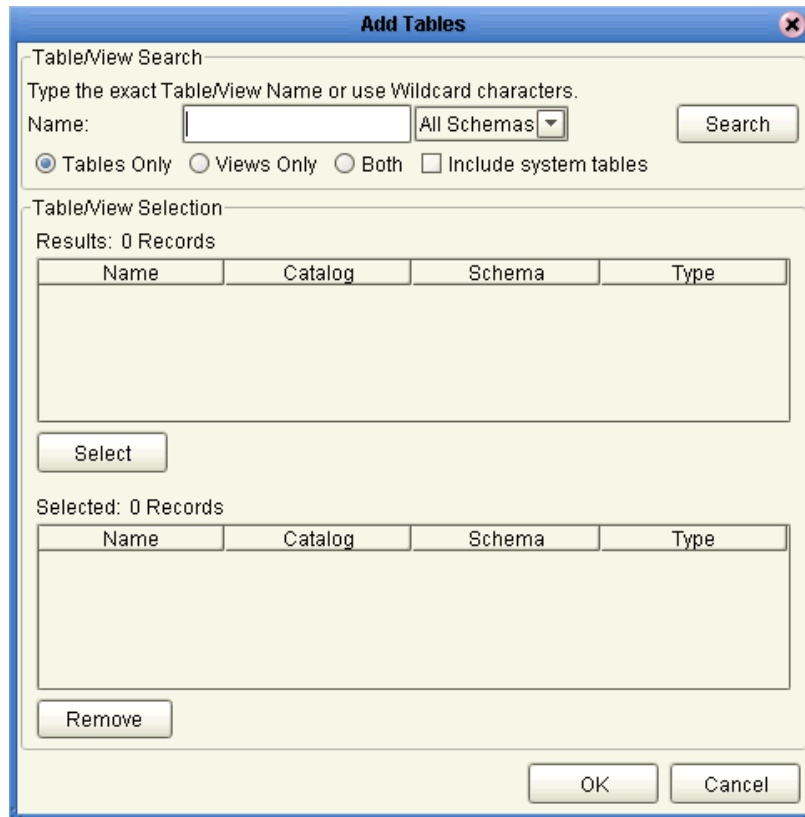 Add Tables
Table/View Search
Type the exact Table/View Name or use Wildcard characters.
Name: All Schemas Search
Tables Only Views Only Both Include system tables
Table/View Selection
Results: 0 Records
Name Catalog Schema Type
Select
Selected: 0 Records
Name Catalog Schema Type
Remove
OK Cancel